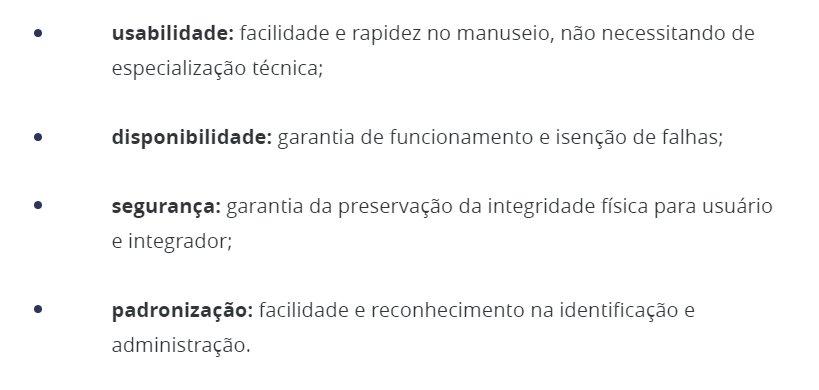 • usabilidade: facilidade e rapidez no manuseio, não necessitando de
especialização técnica;
• disponibilidade: garantia de funcionamento e isenção de falhas;
• segurança: garantia da preservação da integridade física para usuário
e integrador;
• padronização: facilidade e reconhecimento na identificação e
administração.